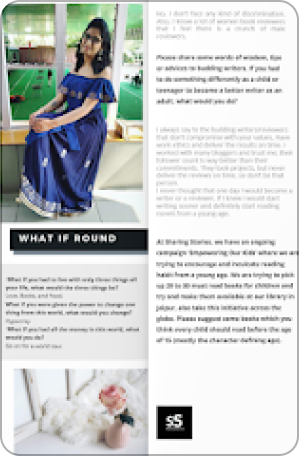 No, I don't face any kind of discrimination.
that I feel there is a crunch of male
reviewers.
Please share some words of wisdom, tips
or advices to budding writers. If you had
to do something differently as a child or
teenager to become a better writer as an
adult, what would you do?
I always say to the budding writers/reviewers
that don't compromise with your values. Have
work ethics and deliver the results on time. I
worked with many bloggers and trust me, their
follower count is way better than their
commitments. They took projects, but never
deliver the reviews on time, so don't be that
person.
I never thought that one day I would become a
writer or a reviewer. If I knew I would start
writing sooner and definitely start reading
novels from a young age.
At Sharing Stories, we have an ongoing
campaign 'Empowering Our Kids' where we are
trying to encourage and inculcate reading
habit from a young age. We are trying to pick
up 20 to 30 must read books for children and
try and make them available at our library in
jaipur, also take this initiative across the
globe. Please suggest some books which you
think every child should read before the age
of 15 (mostly the character defining age).
WHAT IF ROUND
What if you had to live with only three things all
your life, what would the three things be?
Love, Books, and Food.
What if you were given the power to change one
thing from this world, what would you change?
What if you had all the money in this world, what
would you do?
Go on for a world tour.